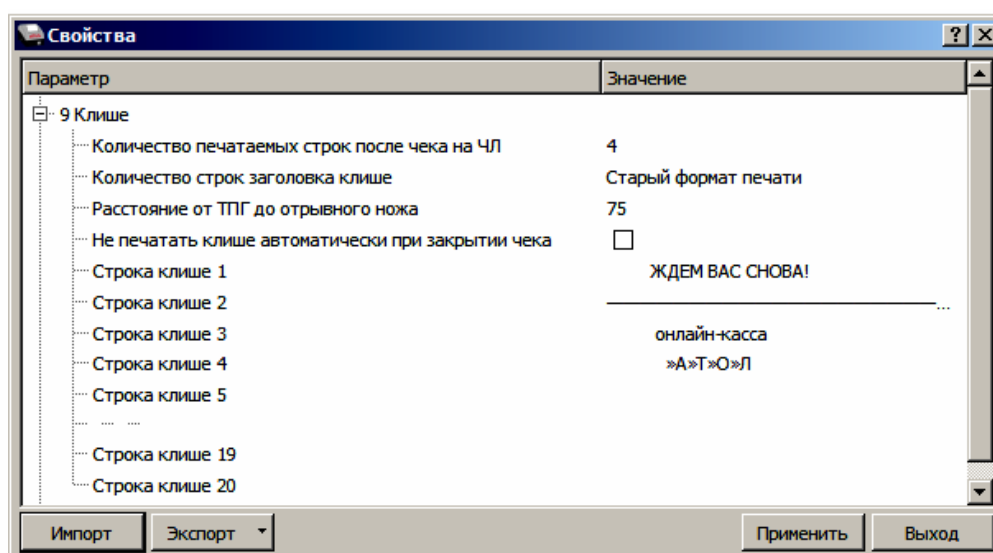 Свойства
Параметр Значение
9 Клише
Количество печатаемых строк после чека на ЧЛ 4
Количество строк заголовка клише Старый формат печати
Расстояние от ТПГ до отрывного ножа 75
Не печатать клише автоматически при закрытии чека
Строка клише 1 ЖДЕМ ВАС СНОВА!
Строка клише 2 ...
Строка клише 3 онлайн-касса
Строка клише 4 »А»Т»О»Л
Строка клише 5
... ... ...
Строка клише 19
Строка клише 20
Импорт Экспорт Применить Выход